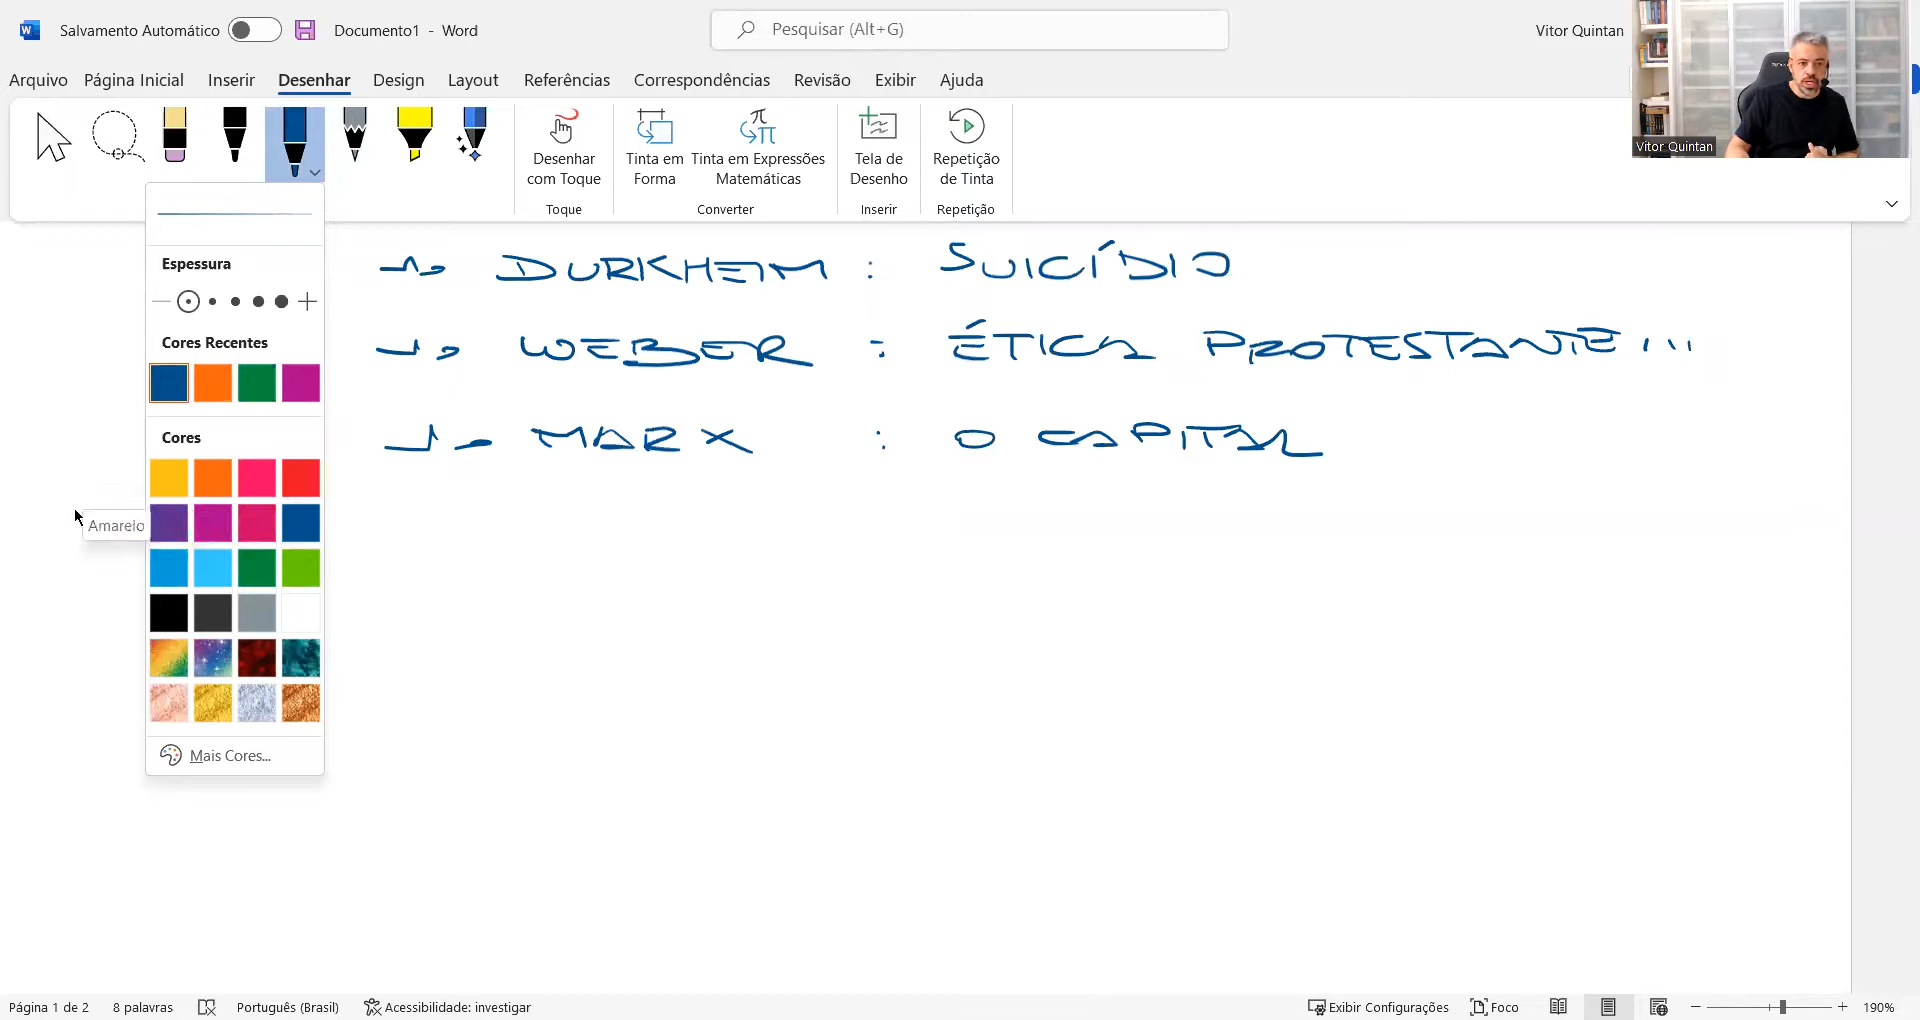 Salvamento Automático
Documento1 - Word
Pesquisar (Alt+G)
Vitor Quintan
Arquivo Página Inicial Inserir Desenhar Design Layout Referências Correspondências Revisão Exibir Ajuda
Desenhar com Toque
Tinta em Forma
Tinta em Expressões Matemáticas
Tela de Desenho
Repetição de Tinta
Toque
Converter
Inserir
Repetição
Vitor Quintan
Espessura
Cores Recentes
Cores
Amarelo
Mais Cores...
DURKHEIM : SUICÍDIO
WEBER : ÉTICA PROTESTANTE...
MARX : O CAPITAL
Página 1 de 2 8 palavras Português (Brasil) Acessibilidade: investigar Exibir Configurações Foco 190%